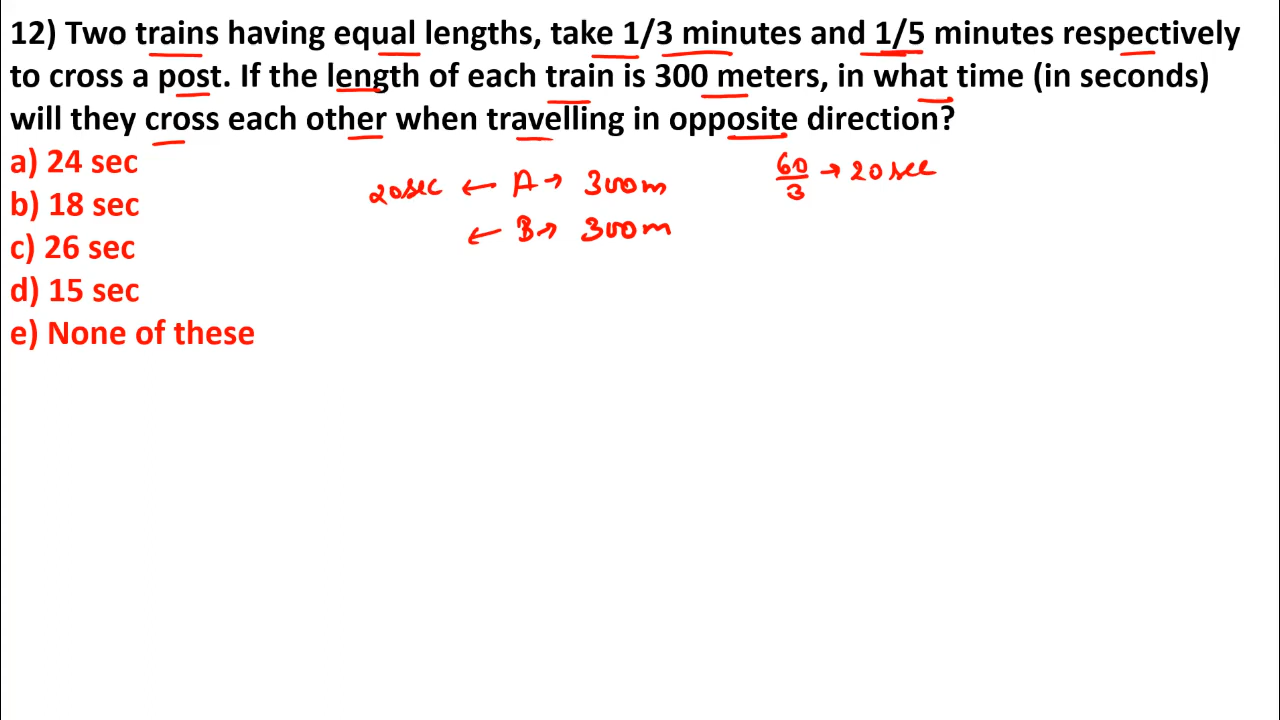 12) Two trains having equal lengths, take 1/3 minutes and 1/5 minutes respectively
to cross a post. If the length of each train is 300 meters, in what time (in seconds)
will they cross each other when travelling in opposite direction?
a) 24 sec
b) 18 sec
c) 26 sec
d) 15 sec
e) None of these
20sec ← A → 300m
← B → 300m
60/3 → 20 sec